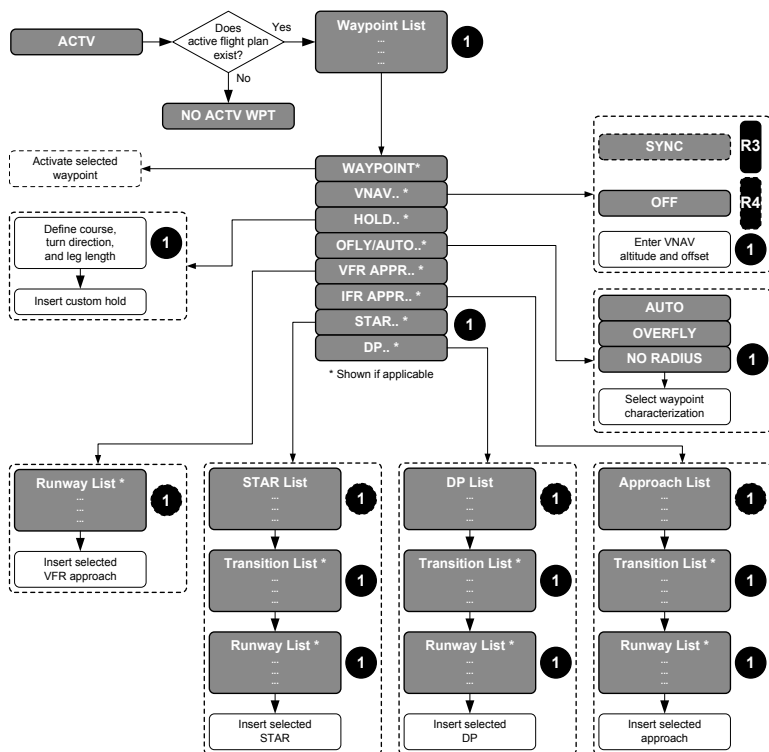 ACTV
Does
active flight plan
exist?
Yes
No
Waypoint List
...
...
...
1
NO ACTV WPT
Activate selected
waypoint
WAYPOINT*
VNAV.. *
HOLD.. *
OFLY/AUTO..*
VFR APPR.. *
IFR APPR.. *
STAR.. *
DP.. *
1
* Shown if applicable
SYNC
R3
OFF
R4
Enter VNAV
altitude and offset
1
Define course,
turn direction,
and leg length
1
Insert custom hold
AUTO
OVERFLY
NO RADIUS
1
Select waypoint
characterization
Runway List *
...
...
...
1
Insert selected
VFR approach
STAR List
...
...
...
1
Transition List *
...
...
...
1
Runway List *
...
...
...
1
Insert selected
STAR
DP List
...
...
...
1
Transition List *
...
...
...
1
Runway List *
...
...
...
1
Insert selected
DP
Approach List
...
...
...
1
Transition List *
...
...
...
1
Runway List *
...
...
...
1
Insert selected
approach